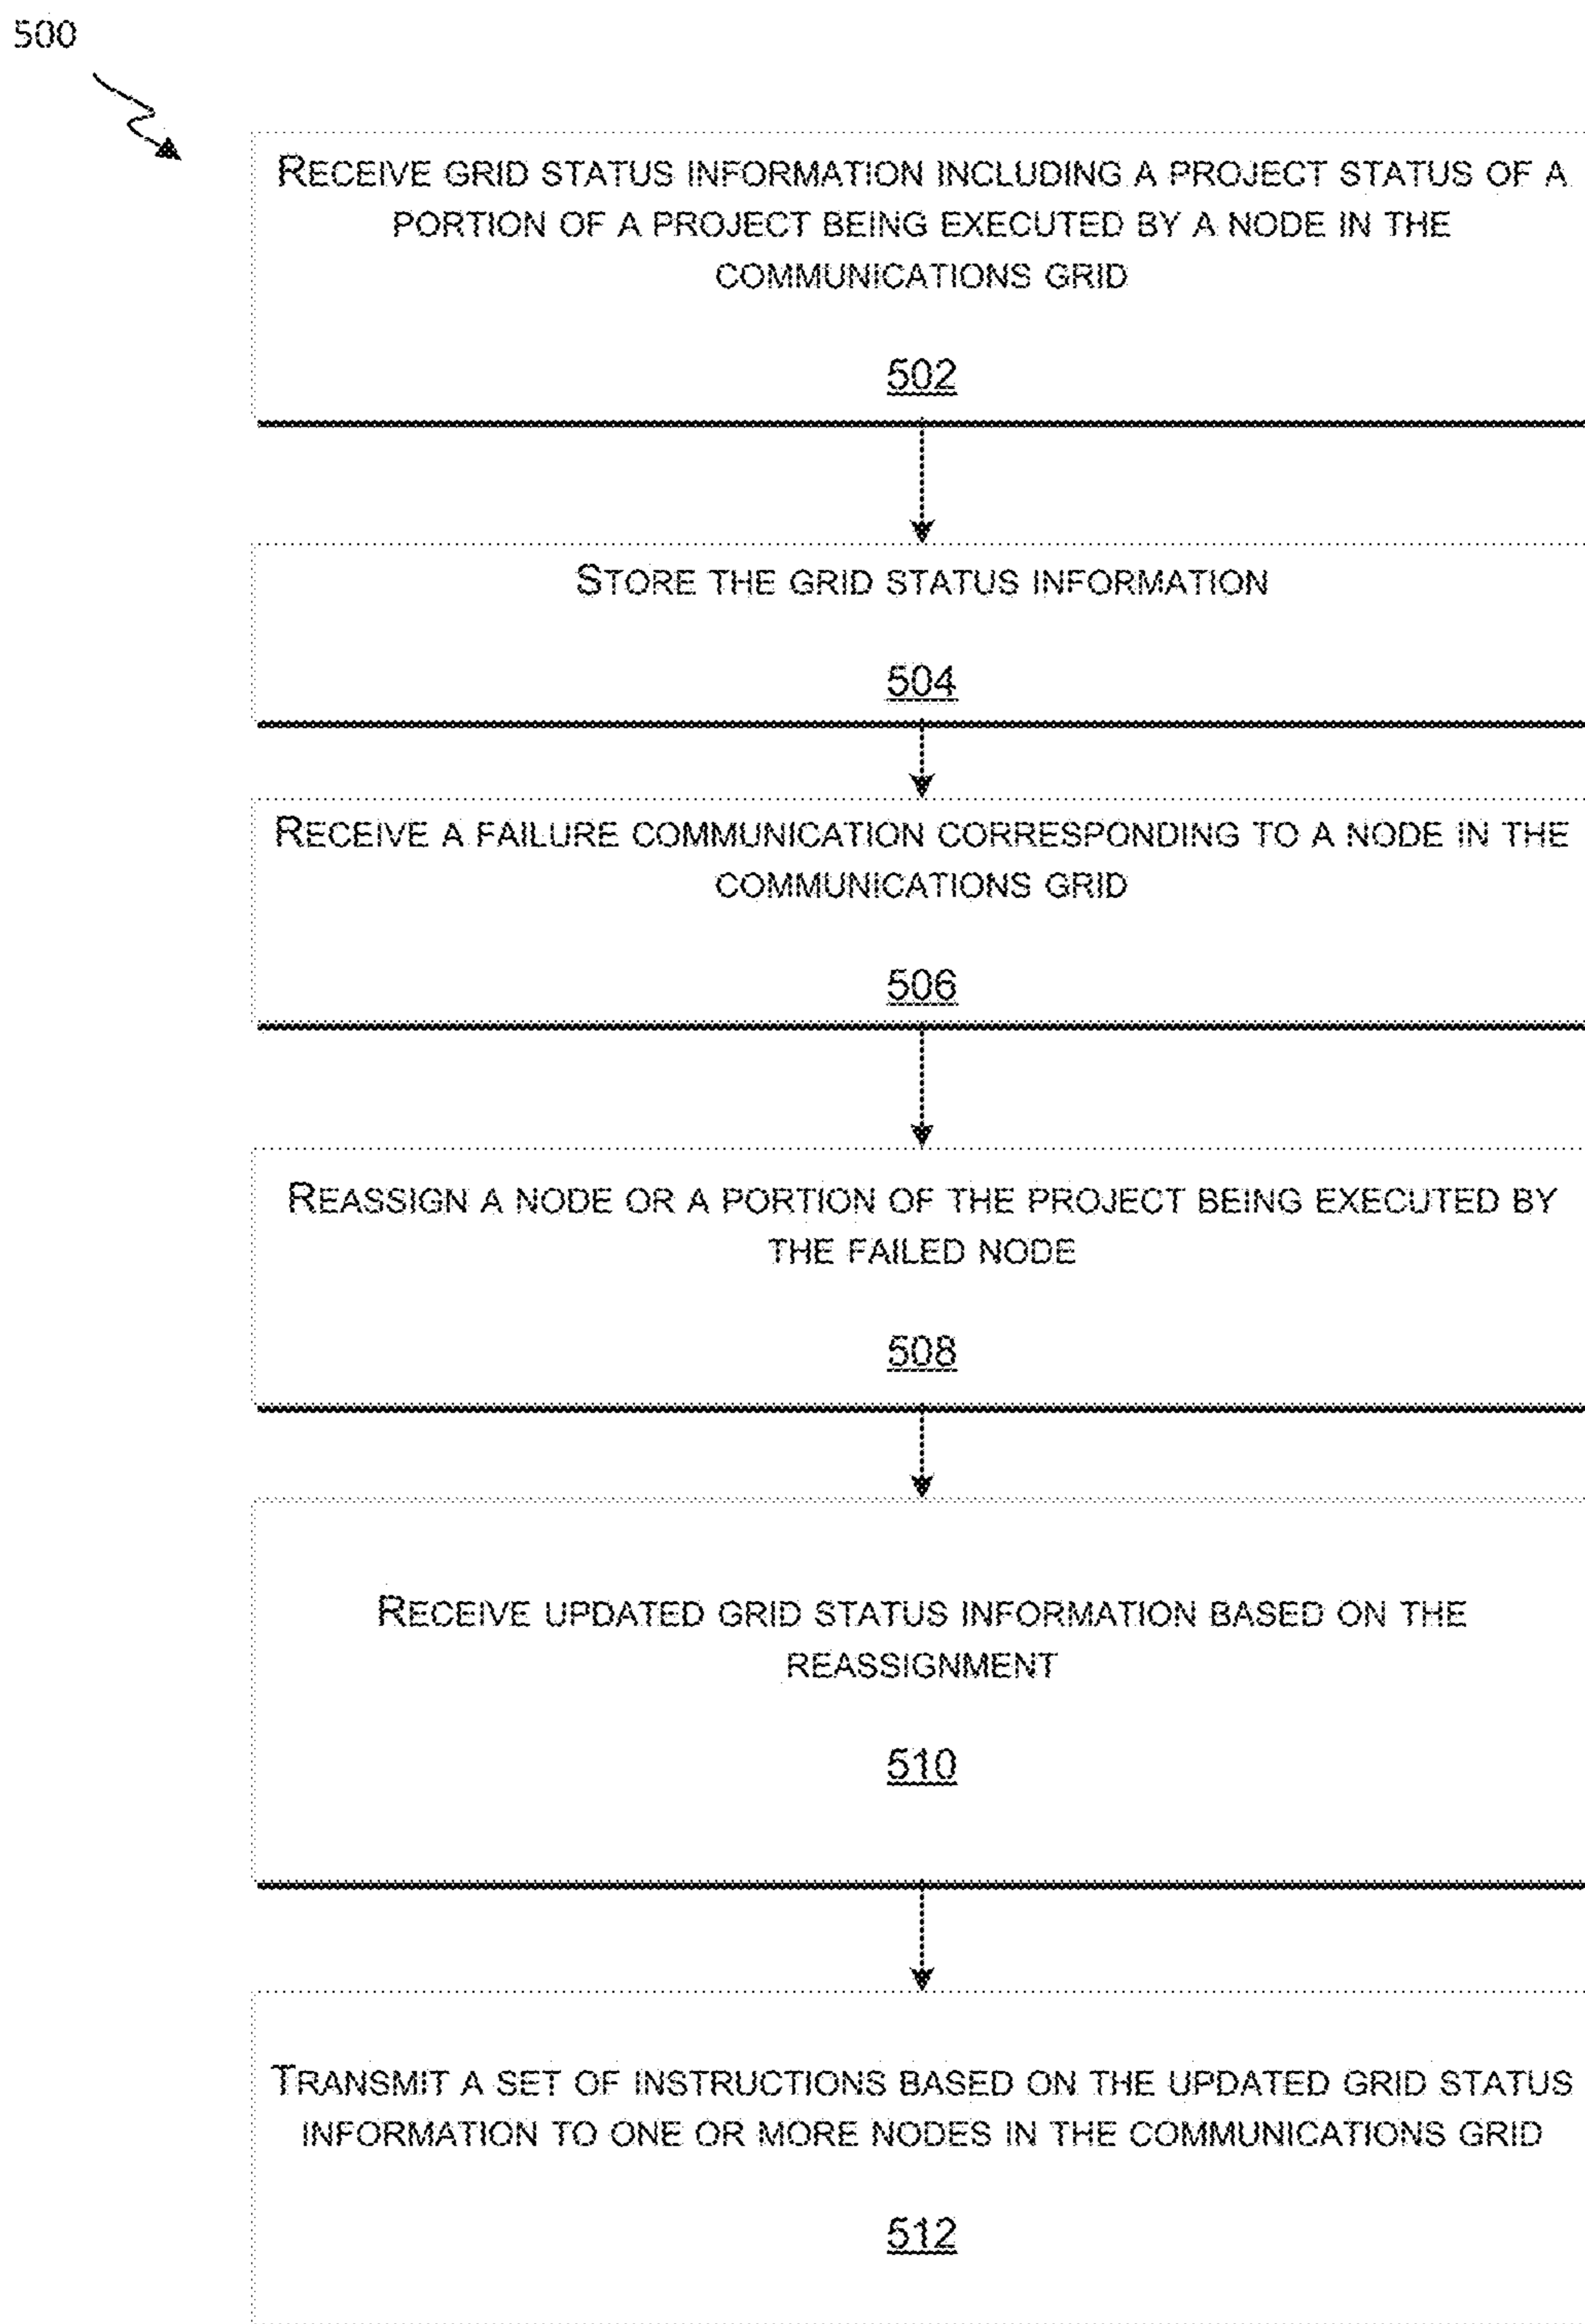 500
RECEIVE GRID STATUS INFORMATION INCLUDING A PROJECT STATUS OF A
PORTION OF A PROJECT BEING EXECUTED BY A NODE IN THE
COMMUNICATIONS GRID
502
STORE THE GRID STATUS INFORMATION
504
RECEIVE A FAILURE COMMUNICATION CORRESPONDING TO A NODE IN THE
COMMUNICATIONS GRID
506
REASSIGN A NODE OR A PORTION OF THE PROJECT BEING EXECUTED BY
THE FAILED NODE
508
RECEIVE UPDATED GRID STATUS INFORMATION BASED ON THE
REASSIGNMENT
510
TRANSMIT A SET OF INSTRUCTIONS BASED ON THE UPDATED GRID STATUS
INFORMATION TO ONE OR MORE NODES IN THE COMMUNICATIONS GRID
512